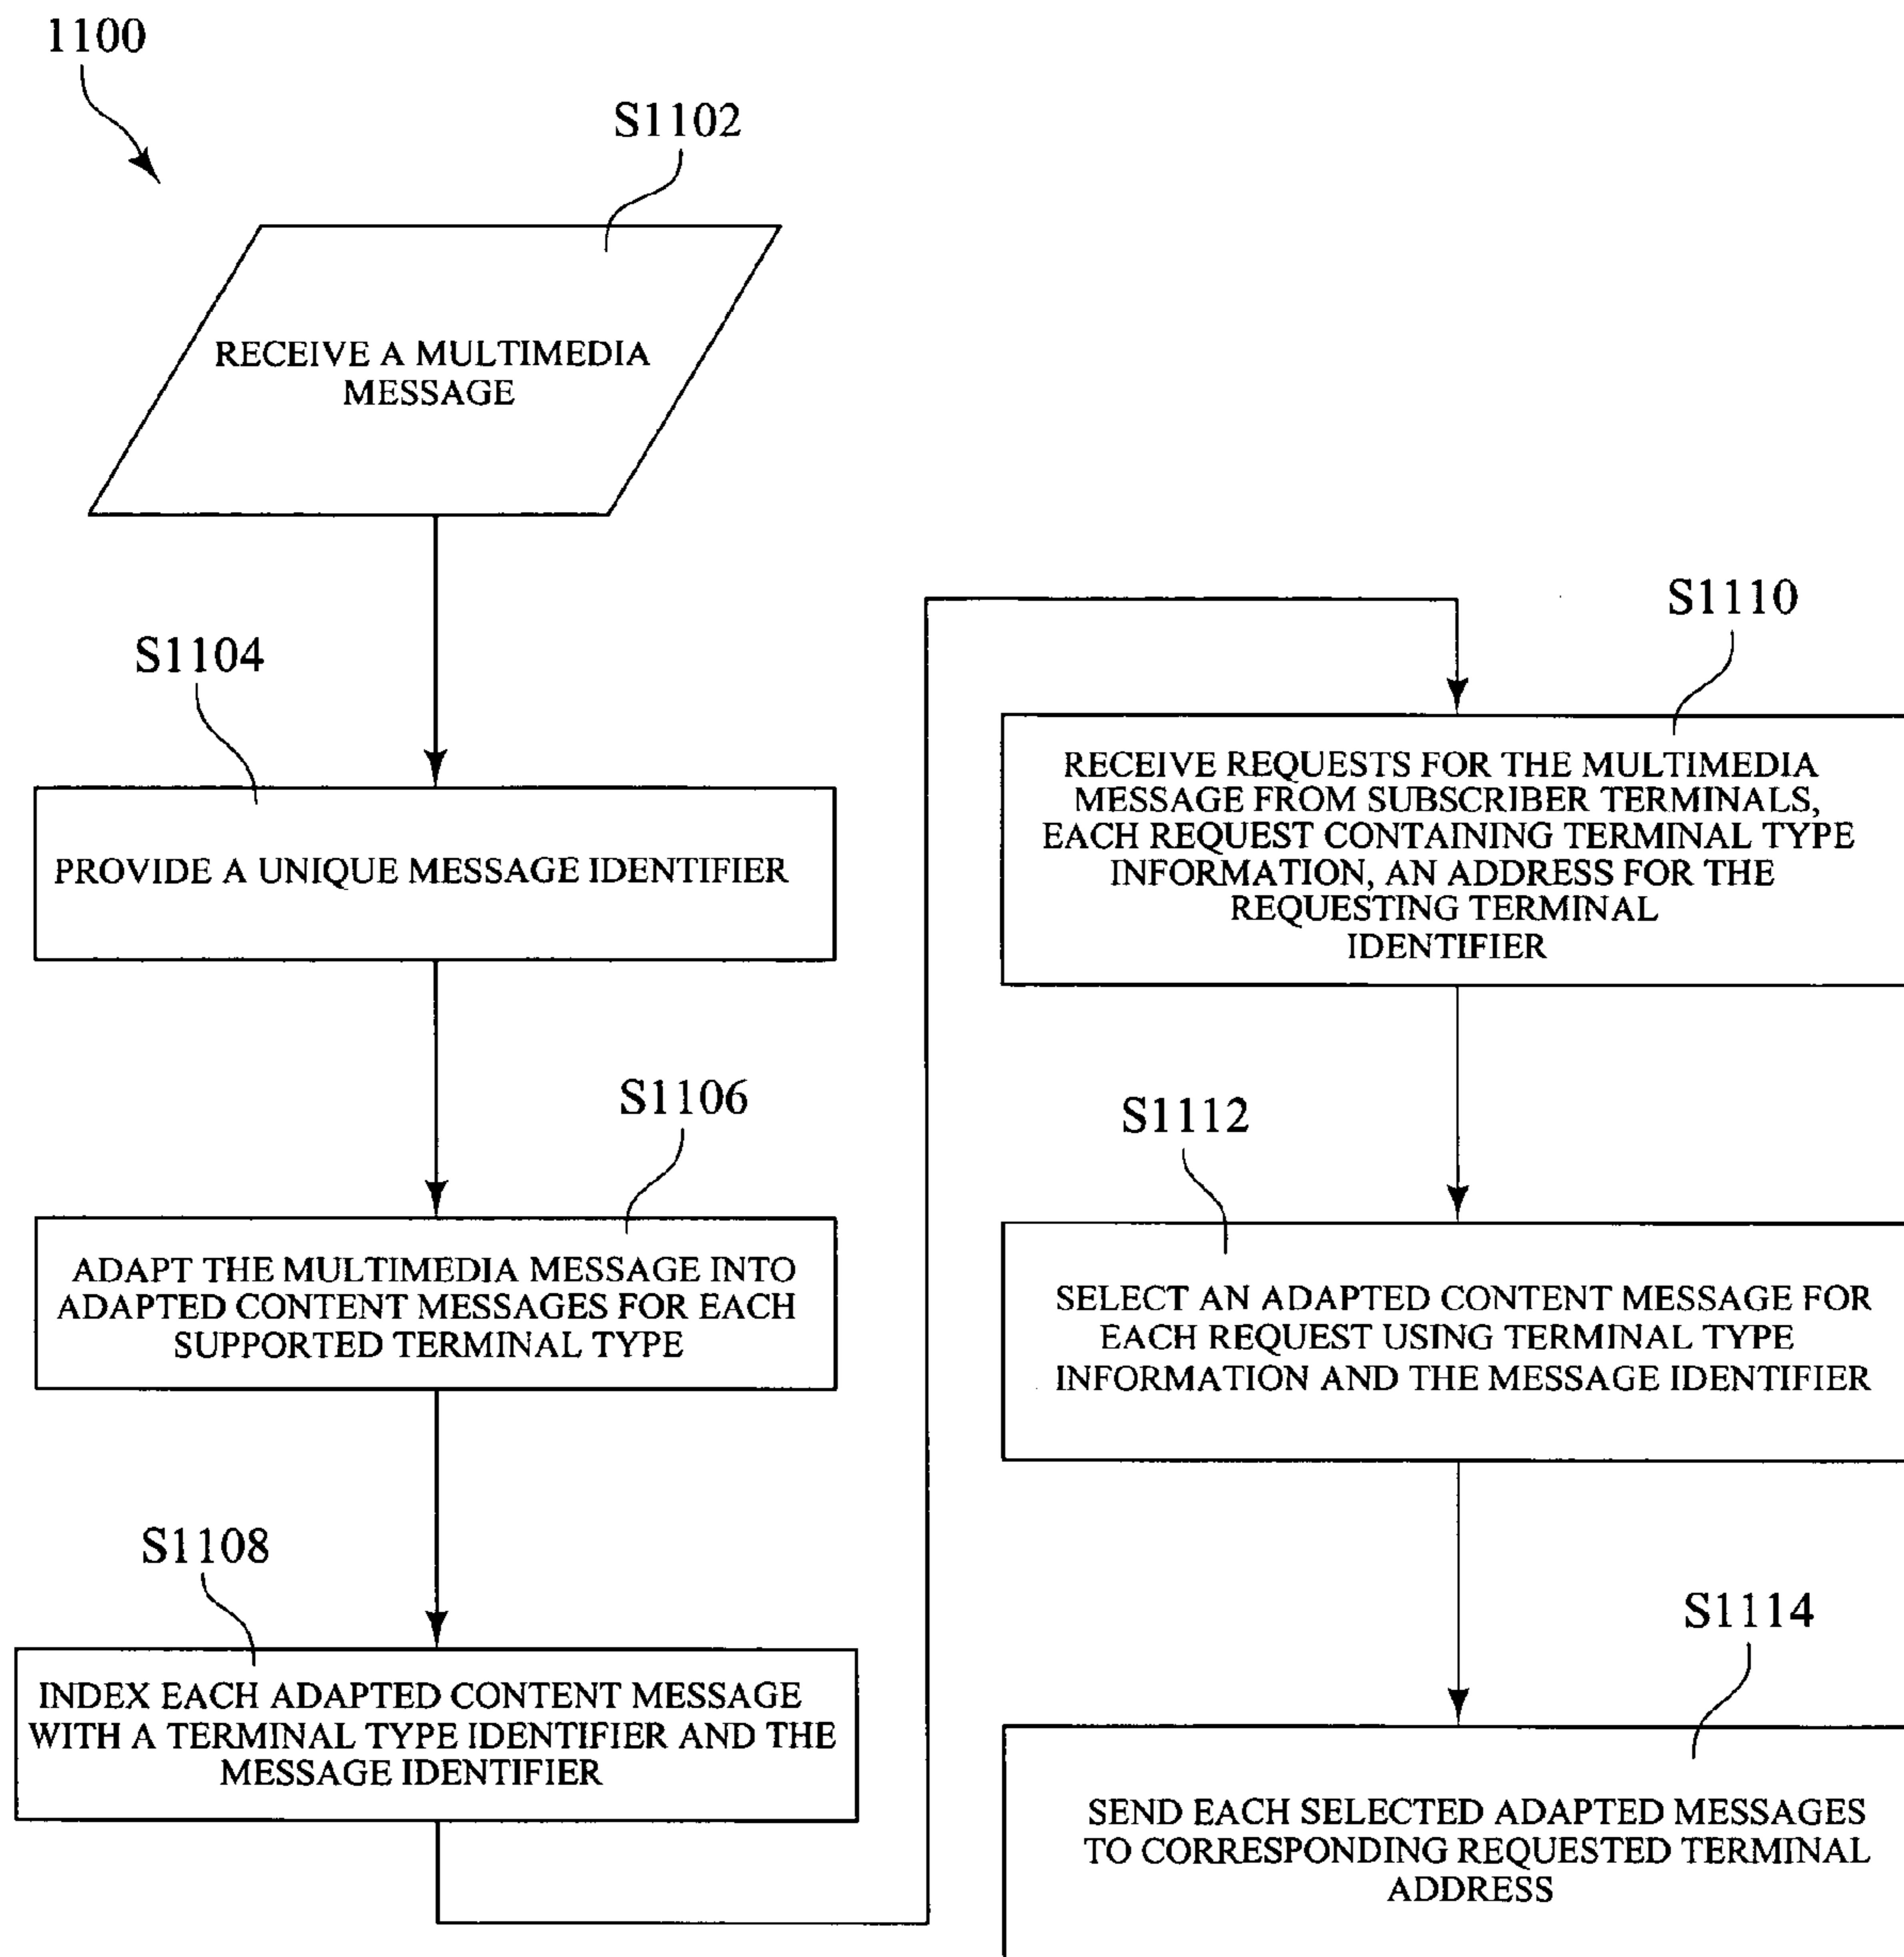 1100
S1102
RECEIVE A MULTIMEDIA
MESSAGE
S1104
PROVIDE A UNIQUE MESSAGE IDENTIFIER
S1106
ADAPT THE MULTIMEDIA MESSAGE INTO
ADAPTED CONTENT MESSAGES FOR EACH
SUPPORTED TERMINAL TYPE
S1108
INDEX EACH ADAPTED CONTENT MESSAGE
WITH A TERMINAL TYPE IDENTIFIER AND THE
MESSAGE IDENTIFIER
S1110
RECEIVE REQUESTS FOR THE MULTIMEDIA
MESSAGE FROM SUBSCRIBER TERMINALS,
EACH REQUEST CONTAINING TERMINAL TYPE
INFORMATION, AN ADDRESS FOR THE
REQUESTING TERMINAL
IDENTIFIER
S1112
SELECT AN ADAPTED CONTENT MESSAGE FOR
EACH REQUEST USING TERMINAL TYPE
INFORMATION AND THE MESSAGE IDENTIFIER
S1114
SEND EACH SELECTED ADAPTED MESSAGES
TO CORRESPONDING REQUESTED TERMINAL
ADDRESS